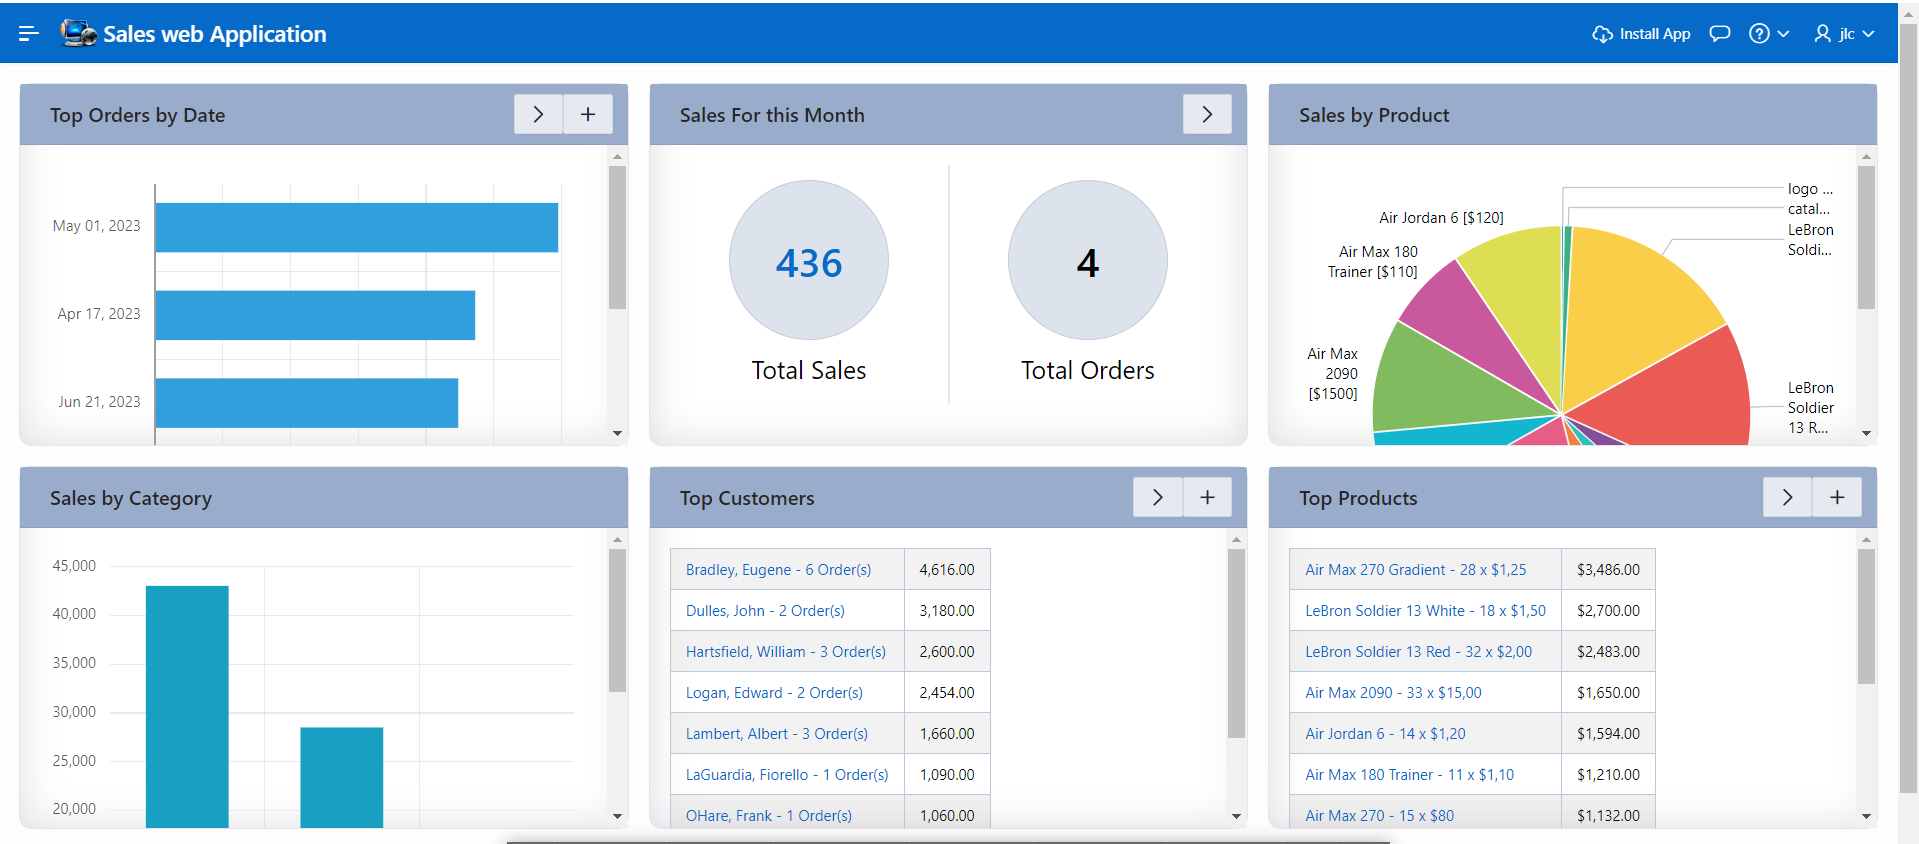 Sales web Application
Install App
jlc
Top Orders by Date
May 01, 2023
Apr 17, 2023
Jun 21, 2023
Sales For this Month
436
Total Sales
4
Total Orders
Sales by Product
logo ...
catal...
LeBron
Soldi...
Air Jordan 6 [$120]
Air Max 180
Trainer [$110]
Air Max
2090
[$1500]
LeBron
Soldier
13 R...
Sales by Category
45,000
40,000
35,000
30,000
25,000
20,000
Top Customers
Bradley, Eugene - 6 Order(s) 4,616.00
Dulles, John - 2 Order(s) 3,180.00
Hartsfield, William - 3 Order(s) 2,600.00
Logan, Edward - 2 Order(s) 2,454.00
Lambert, Albert - 3 Order(s) 1,660.00
LaGuardia, Fiorello - 1 Order(s) 1,090.00
OHare, Frank - 1 Order(s) 1,060.00
Top Products
Air Max 270 Gradient - 28 x $1,25 $3,486.00
LeBron Soldier 13 White - 18 x $1,50 $2,700.00
LeBron Soldier 13 Red - 32 x $2,00 $2,483.00
Air Max 2090 - 33 x $15,00 $1,650.00
Air Jordan 6 - 14 x $1,20 $1,594.00
Air Max 180 Trainer - 11 x $1,10 $1,210.00
Air Max 270 - 15 x $80 $1,132.00